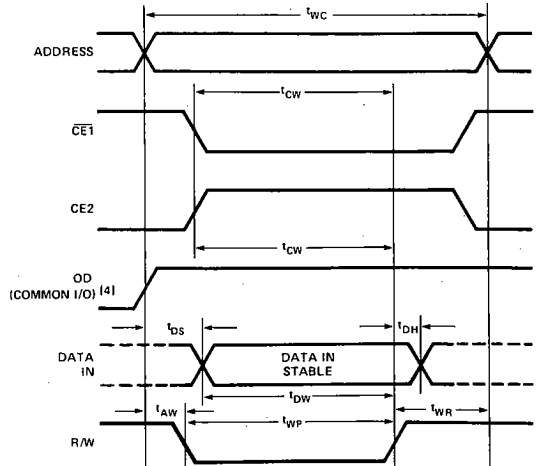 tWC
ADDRESS
tCW
CE1
CE2
tCW
OD
(COMMON I/O) [4]
tDS
tDH
DATA
IN
DATA IN
STABLE
tDW
tAW
tWP
tWR
R/W